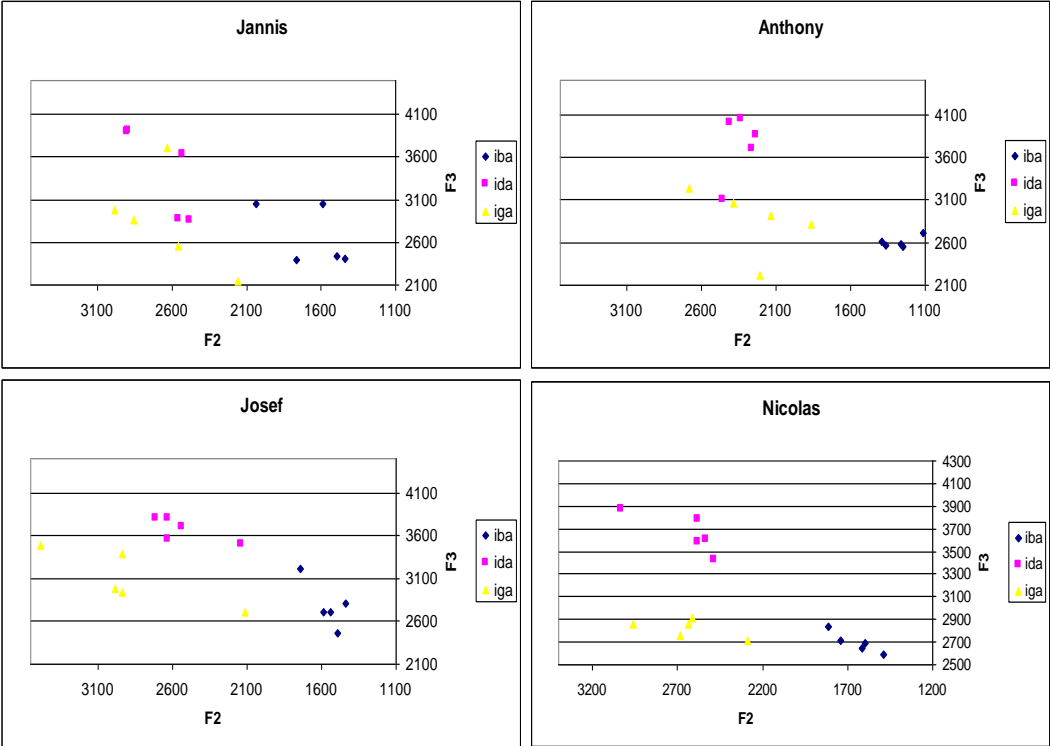 Jannis
4100
3600
3100
2600
2100
3100 2600 2100 1600 1100
F2
F3
iba
ida
iga
Anthony
4100
3600
3100
2600
2100
3100 2600 2100 1600 1100
F2
F3
iba
ida
iga
Josef
4100
3600
3100
2600
2100
3100 2600 2100 1600 1100
F2
F3
iba
ida
iga
Nicolas
4300
4100
3900
3700
3500
3300
3100
2900
2700
2500
3200 2700 2200 1700 1200
F2
F3
iba
ida
iga